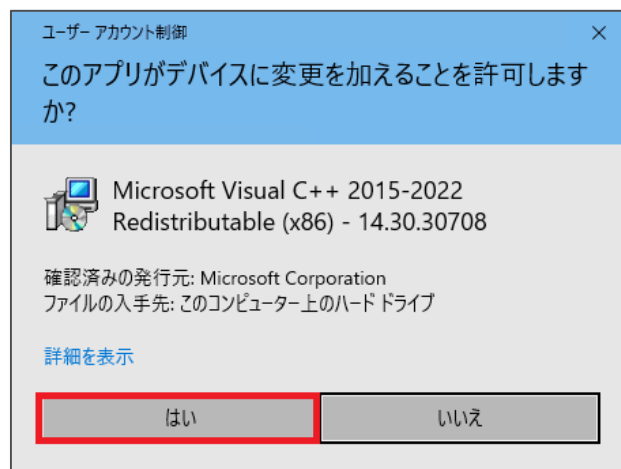 ユーザー アカウント制御
このアプリがデバイスに変更を加えることを許可します
か?
Microsoft Visual C++ 2015-2022
Redistributable (x86) - 14.30.30708
確認済みの発行元: Microsoft Corporation
ファイルの入手先: このコンピューター上のハード ドライブ
詳細を表示
はい
いいえ